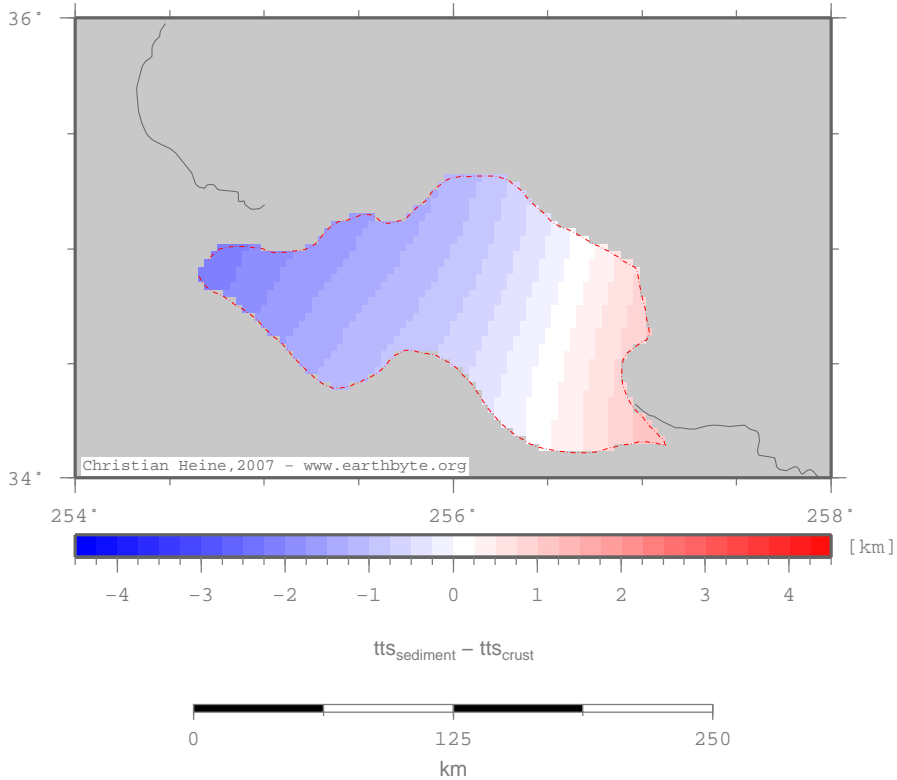 36°
Christian Heine,2007 - www.earthbyte.org
34°
254° 256° 258°
[km]
−4 −3 −2 −1 0 1 2 3 4
tts_sediment − tts_crust
0 125 250
km